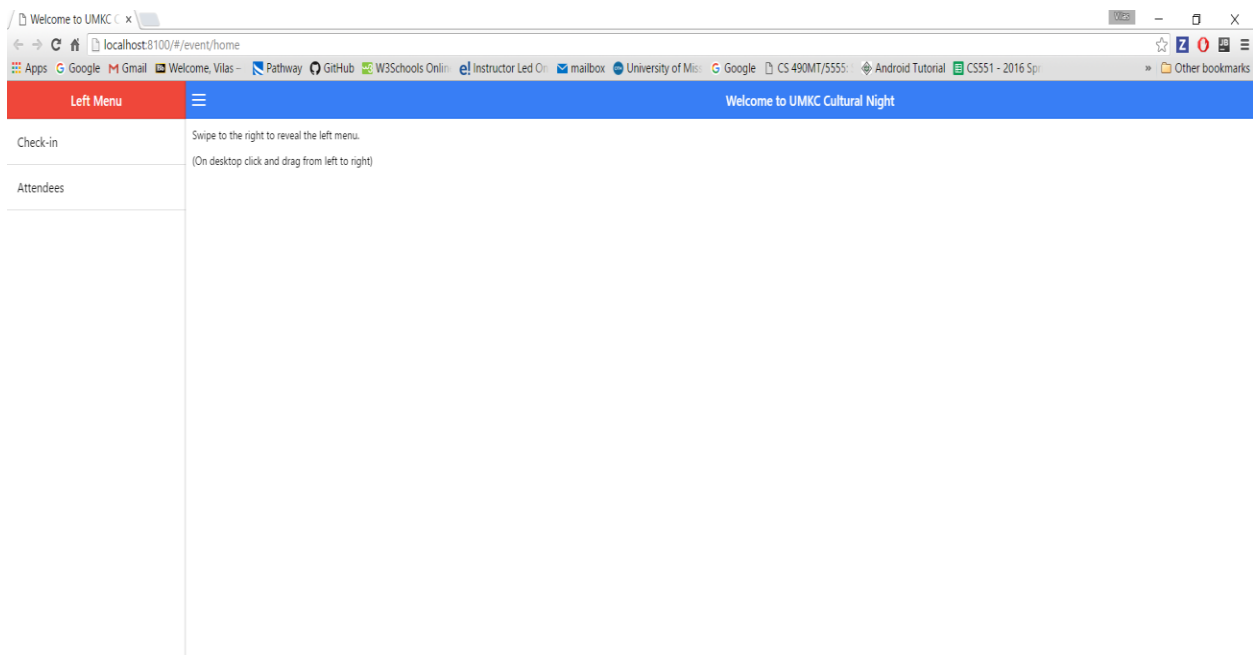 Welcome to UMKC C
Vilas
localhost:8100/#/event/home
Apps G Google M Gmail Welcome, Vilas – Pathway GitHub W3Schools Onlin e! Instructor Led On mailbox University of Miss G Google CS 490MT/5555: Android Tutorial CS551 - 2016 Spr » Other bookmarks
Left Menu
Welcome to UMKC Cultural Night
Check-in
Attendees
Swipe to the right to reveal the left menu.
(On desktop click and drag from left to right)